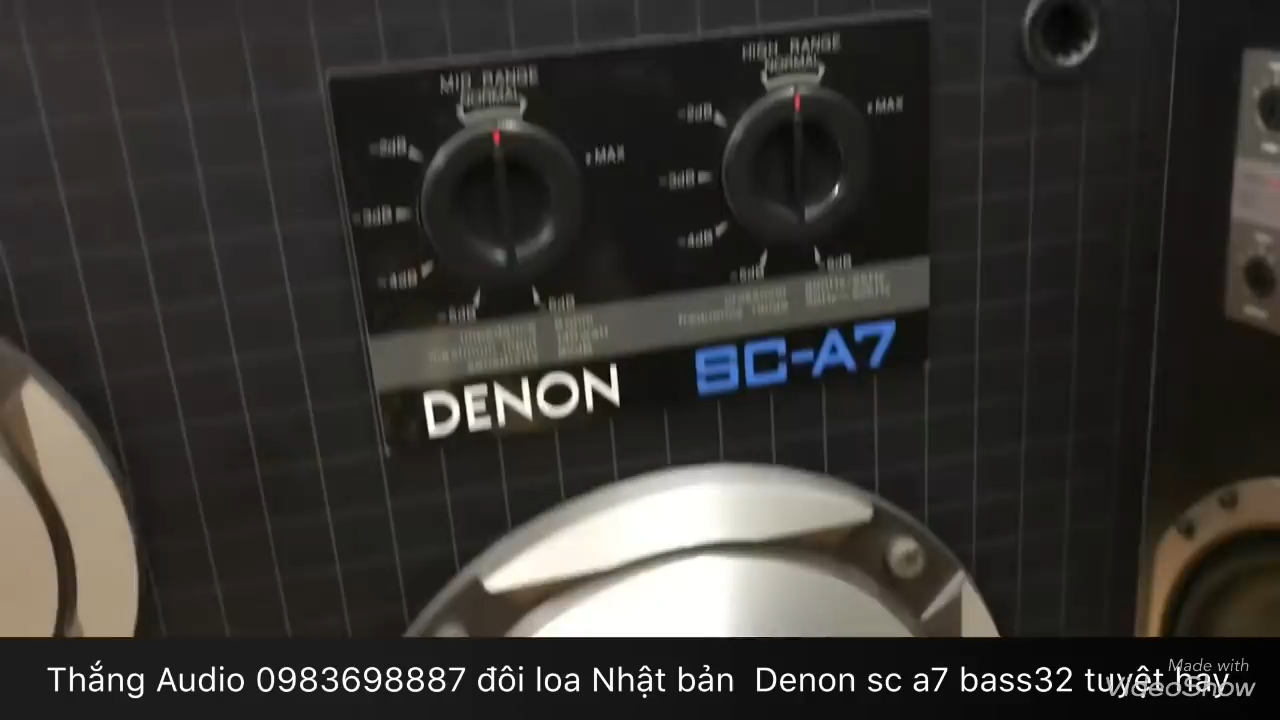 MID RANGE
NORMAL
-2dB
MAX
-3dB
-4dB
HIGH RANGE
NORMAL
-2dB
MAX
-3dB
-4dB
DENON
SC-A7
Thắng Audio 0983698887 đôi loa Nhật bản Denon sc a7 bass32 tuyệt hay
Made with
VideoShow